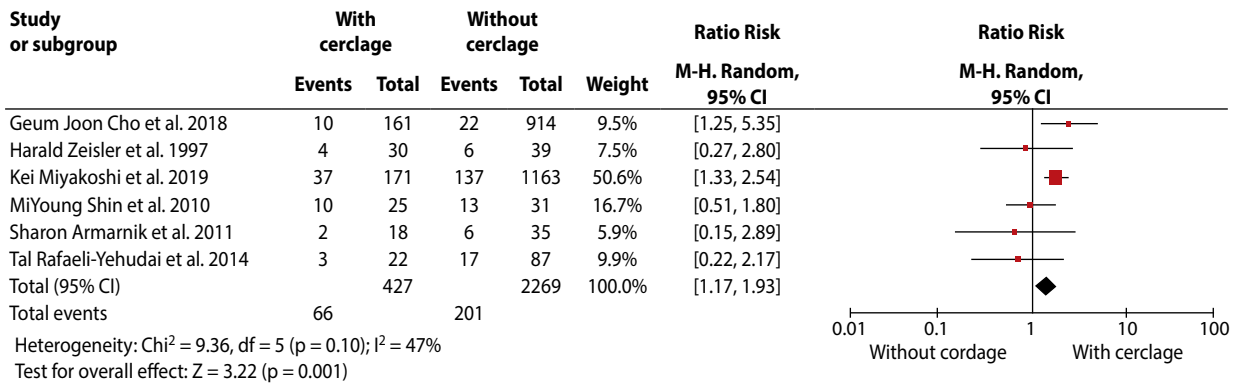 Study or subgroup With cerclage Without cerclage Ratio Risk Ratio Risk
Events Total Events Total Weight M-H. Random, 95% CI M-H. Random, 95% CI
Geum Joon Cho et al. 2018 10 161 22 914 9.5% [1.25, 5.35]
Harald Zeisler et al. 1997 4 30 6 39 7.5% [0.27, 2.80]
Kei Miyakoshi et al. 2019 37 171 137 1163 50.6% [1.33, 2.54]
MiYoung Shin et al. 2010 10 25 13 31 16.7% [0.51, 1.80]
Sharon Armarnik et al. 2011 2 18 6 35 5.9% [0.15, 2.89]
Tal Rafaeli-Yehudai et al. 2014 3 22 17 87 9.9% [0.22, 2.17]
Total (95% CI) 427 2269 100.0% [1.17, 1.93]
Total events 66 201
0.01 0.1 1 10 100
Heterogeneity: Chi² = 9.36, df = 5 (p = 0.10); I² = 47%
Without cordage With cerclage
Test for overall effect: Z = 3.22 (p = 0.001)